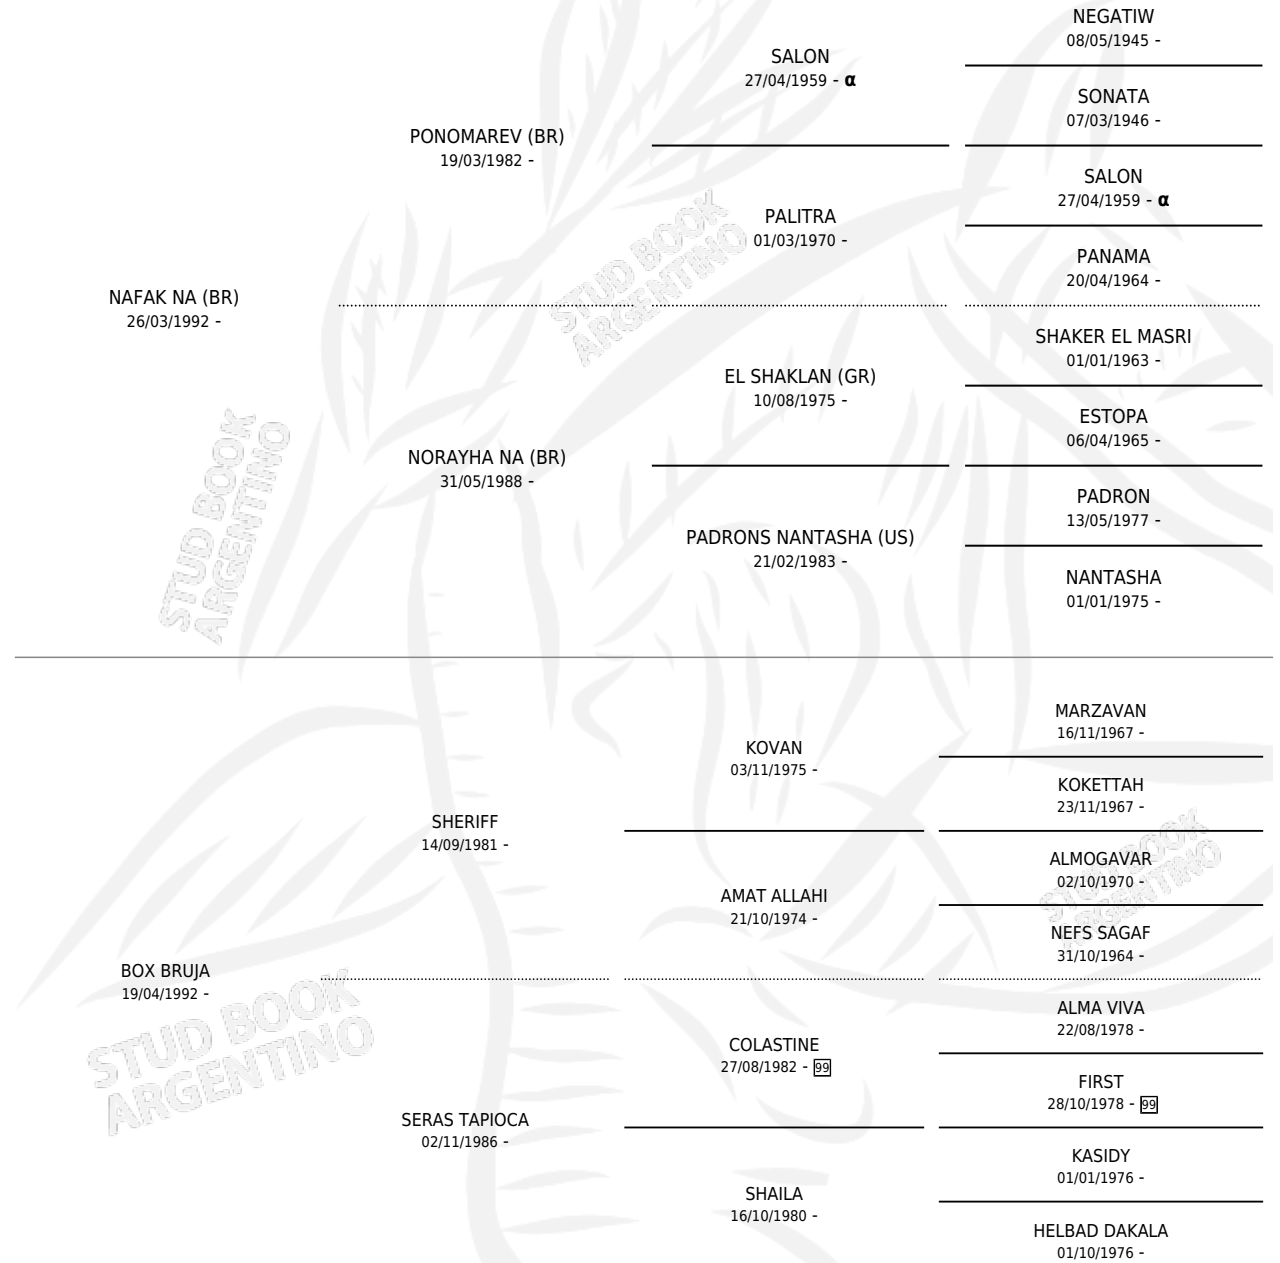 NEGATIW
08/05/1945 -
SALON
27/04/1959 - α
SONATA
07/03/1946 -
PONOMAREV (BR)
19/03/1982 -
SALON
27/04/1959 - α
PALITRA
01/03/1970 -
PANAMA
20/04/1964 -
NAFAK NA (BR)
26/03/1992 -
SHAKER EL MASRI
01/01/1963 -
EL SHAKLAN (GR)
10/08/1975 -
ESTOPA
06/04/1965 -
NORAYHA NA (BR)
31/05/1988 -
PADRON
13/05/1977 -
PADRONS NANTASHA (US)
21/02/1983 -
NANTASHA
01/01/1975 -
MARZAVAN
16/11/1967 -
KOVAN
03/11/1975 -
KOKETTAH
23/11/1967 -
SHERIFF
14/09/1981 -
ALMOGAVAR
02/10/1970 -
AMAT ALLAHI
21/10/1974 -
NEFS SAGAF
31/10/1964 -
BOX BRUJA
19/04/1992 -
ALMA VIVA
22/08/1978 -
COLASTINE
27/08/1982 - 99
FIRST
28/10/1978 - 99
SERAS TAPIOCA
02/11/1986 -
KASIDY
01/01/1976 -
SHAILA
16/10/1980 -
HELBAD DAKALA
01/10/1976 -
STUD BOOK
ARGENTINO
STUD BOOK
ARGENTINO
STUD BOOK
ARGENTINO
STUD BOOK
ARGENTINO